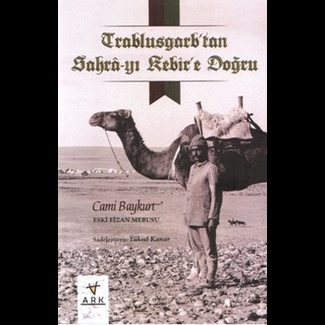 Trablusgarb'tan
Sahrâ-yı Kebir'e Doğru
Cami Baykurt
ESKİ FİZAN MEBUSU
Sadeleştiren: Yüksel Kanar
ARK